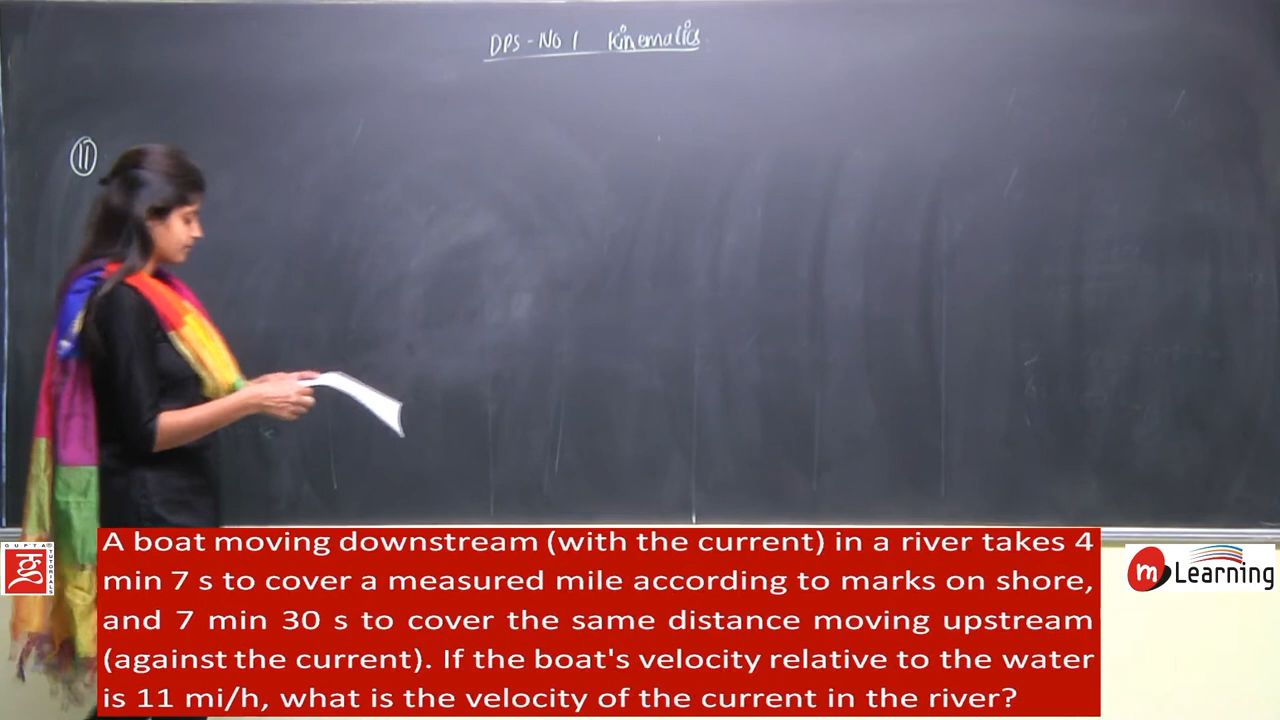 DPS - No 1 Kinematics
11
A boat moving downstream (with the current) in a river takes 4
min 7 s to cover a measured mile according to marks on shore,
and 7 min 30 s to cover the same distance moving upstream
(against the current). If the boat's velocity relative to the water
is 11 mi/h, what is the velocity of the current in the river?
GUPTA
TUTORIALS
m Learning